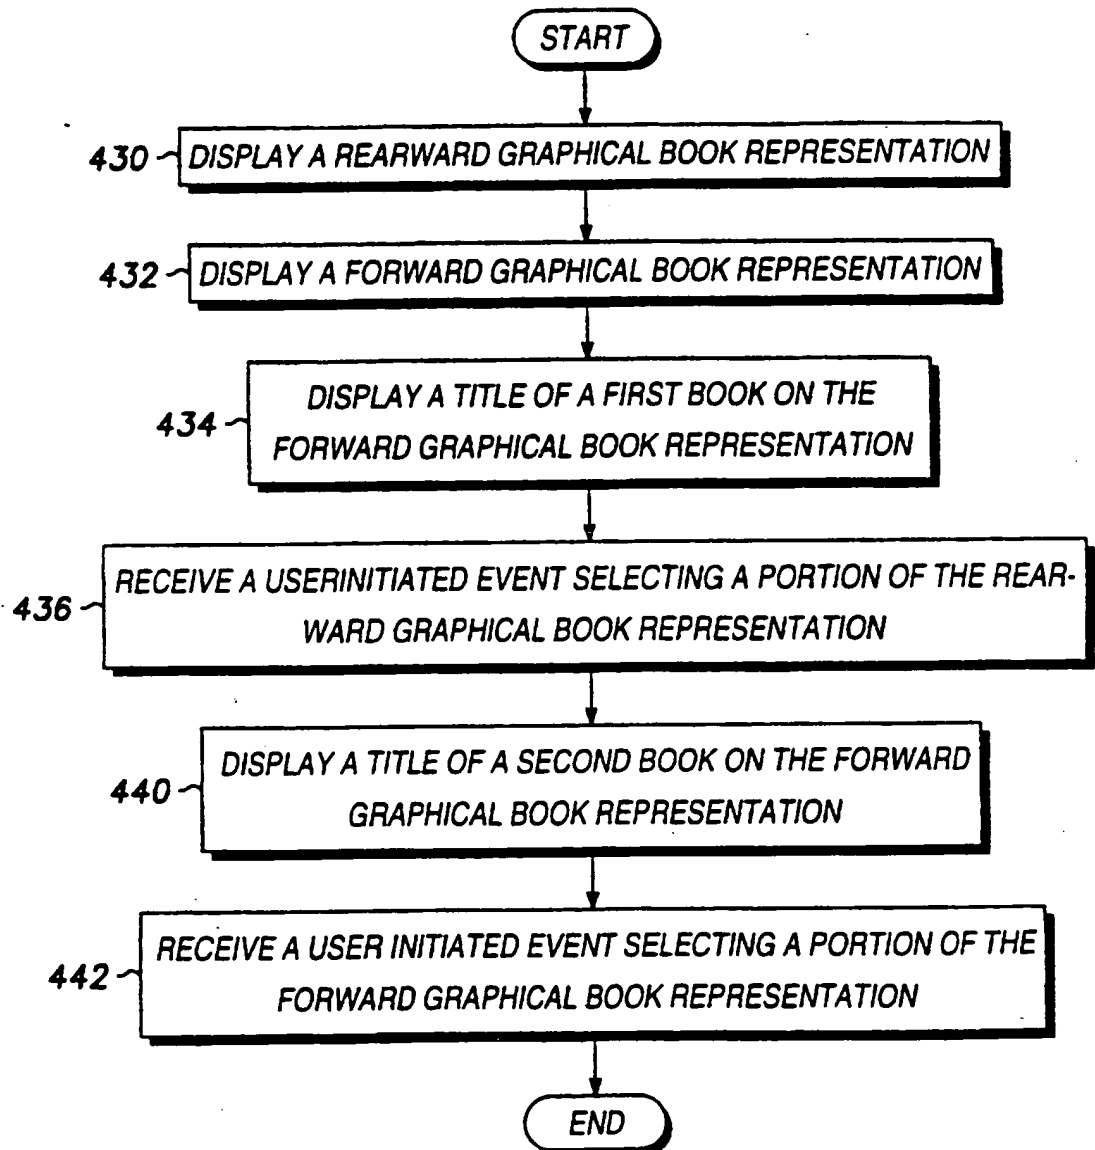 START
430 DISPLAY A REARWARD GRAPHICAL BOOK REPRESENTATION
432 DISPLAY A FORWARD GRAPHICAL BOOK REPRESENTATION
DISPLAY A TITLE OF A FIRST BOOK ON THE
434
FORWARD GRAPHICAL BOOK REPRESENTATION
RECEIVE A USERINITIATED EVENT SELECTING A PORTION OF THE REAR-
436
WARD GRAPHICAL BOOK REPRESENTATION
DISPLAY A TITLE OF A SECOND BOOK ON THE FORWARD
440
GRAPHICAL BOOK REPRESENTATION
RECEIVE A USER INITIATED EVENT SELECTING A PORTION OF THE
442
FORWARD GRAPHICAL BOOK REPRESENTATION
END